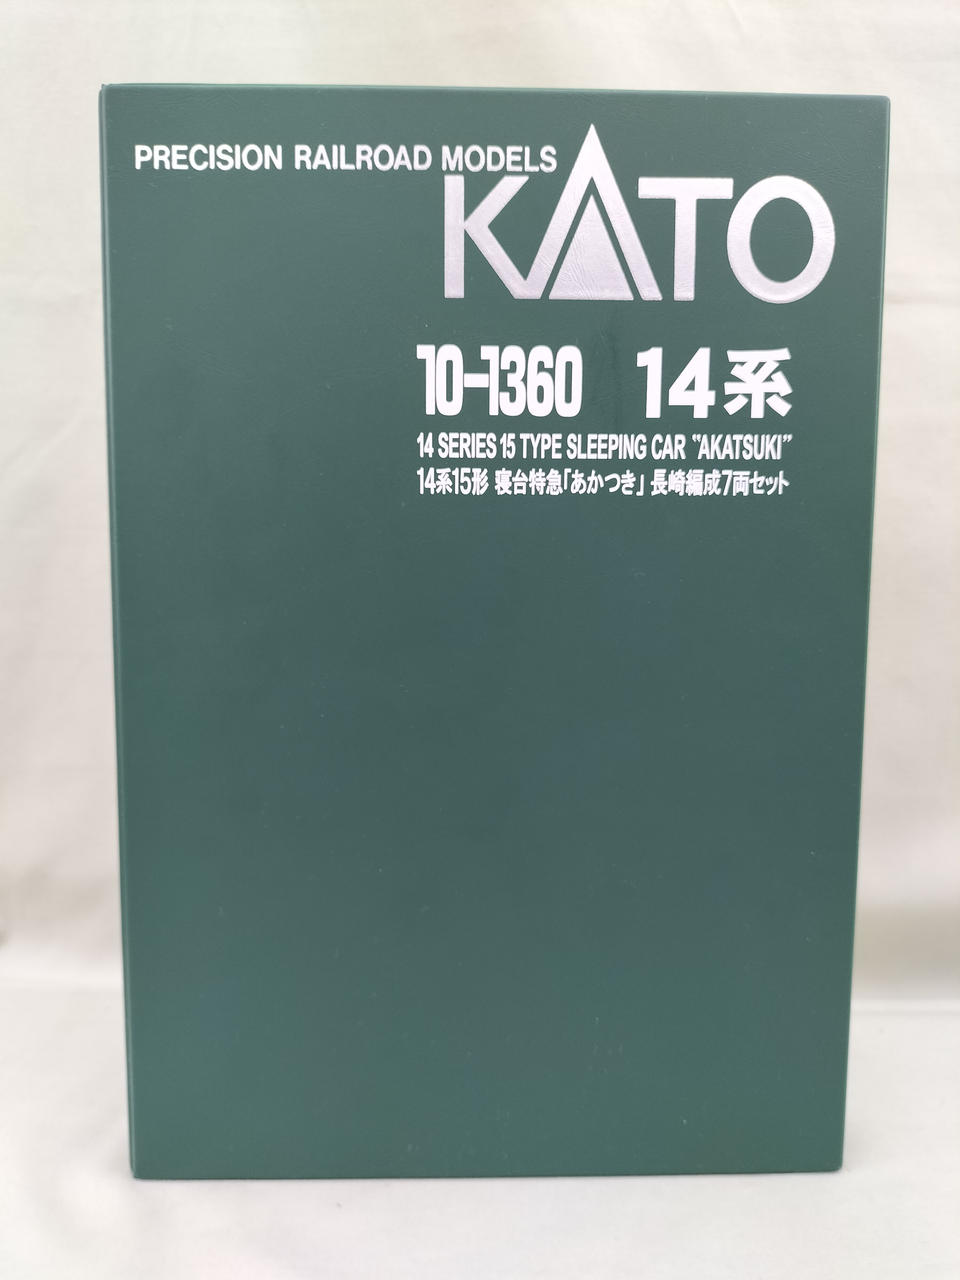 PRECISION RAILROAD MODELS
KATO
10-1360 14系
14 SERIES 15 TYPE SLEEPING CAR "AKATSUKI"
14系15形 寝台特急「あかつき」 長崎編成7両セット